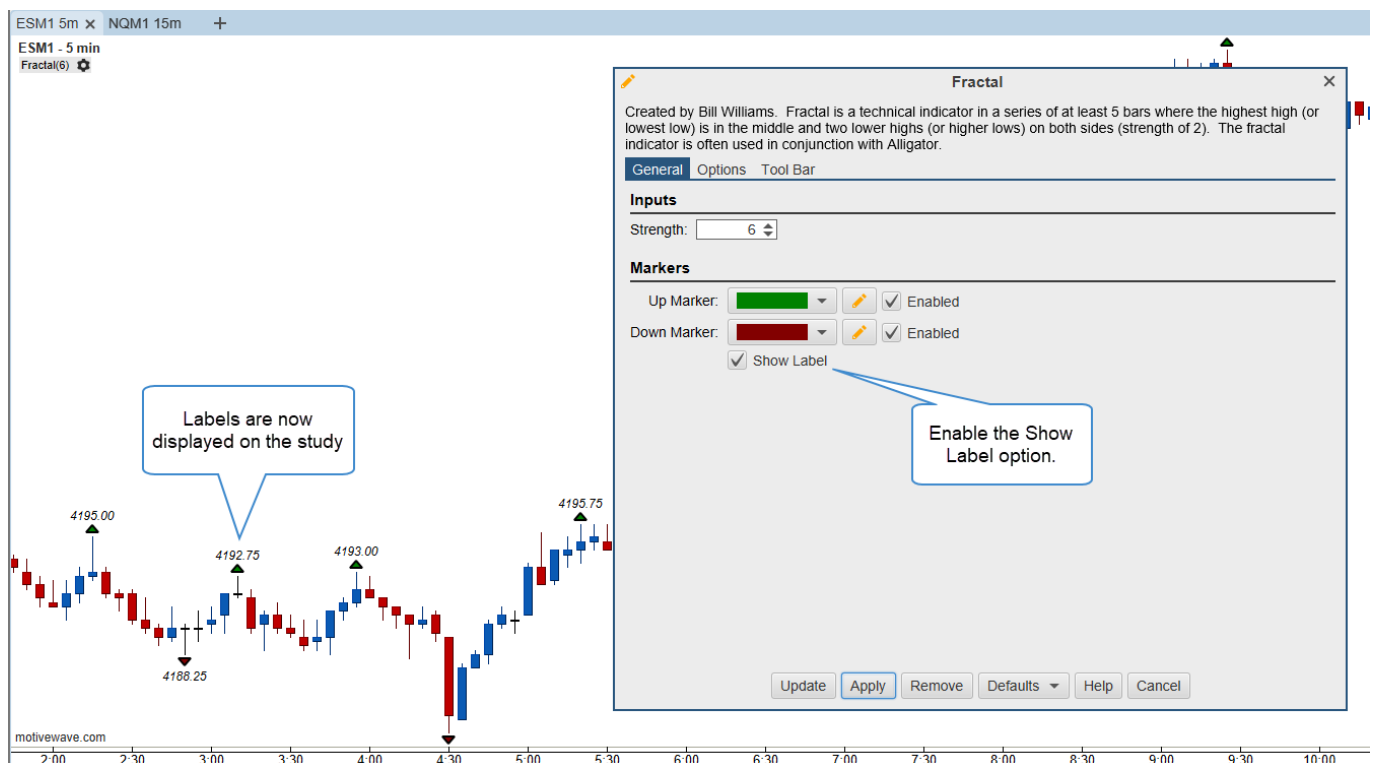 ESM1 5m × NQM1 15m +
ESM1 - 5 min
Fractal(6)
Fractal
Created by Bill Williams. Fractal is a technical indicator in a series of at least 5 bars where the highest high (or
lowest low) is in the middle and two lower highs (or higher lows) on both sides (strength of 2). The fractal
indicator is often used in conjunction with Alligator.
General Options Tool Bar
Inputs
Strength: 6
Markers
Up Marker: Enabled
Down Marker: Enabled
Show Label
Labels are now
displayed on the study
Enable the Show
Label option.
4195.00
4192.75
4193.00
4195.75
4188.25
Update Apply Remove Defaults Help Cancel
motivewave.com
2:00 2:30 3:00 3:30 4:00 4:30 5:00 5:30 6:00 6:30 7:00 7:30 8:00 8:30 9:00 9:30 10:00